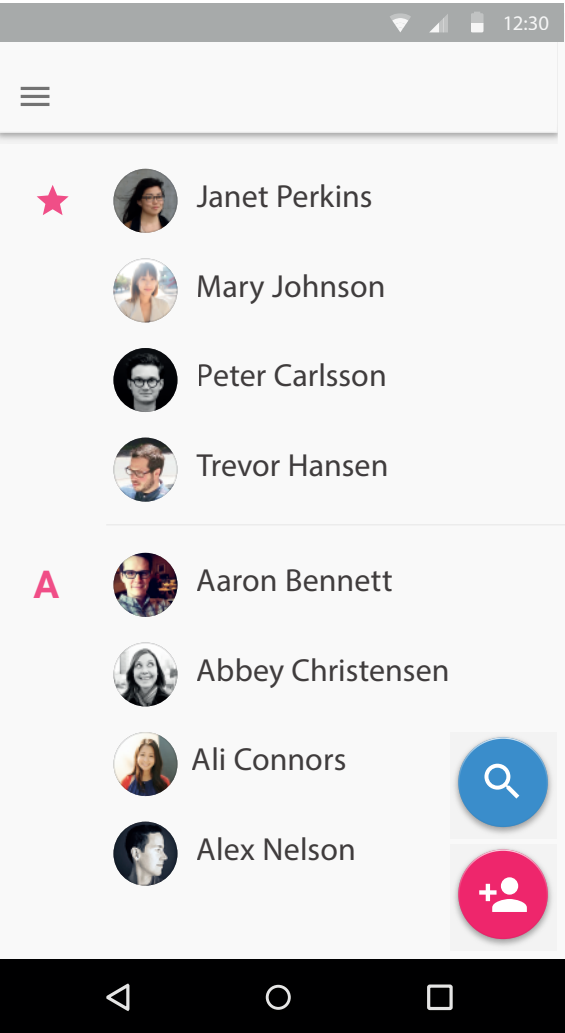 12:30
Janet Perkins
Mary Johnson
Peter Carlsson
Trevor Hansen
A
Aaron Bennett
Abbey Christensen
Ali Connors
Alex Nelson